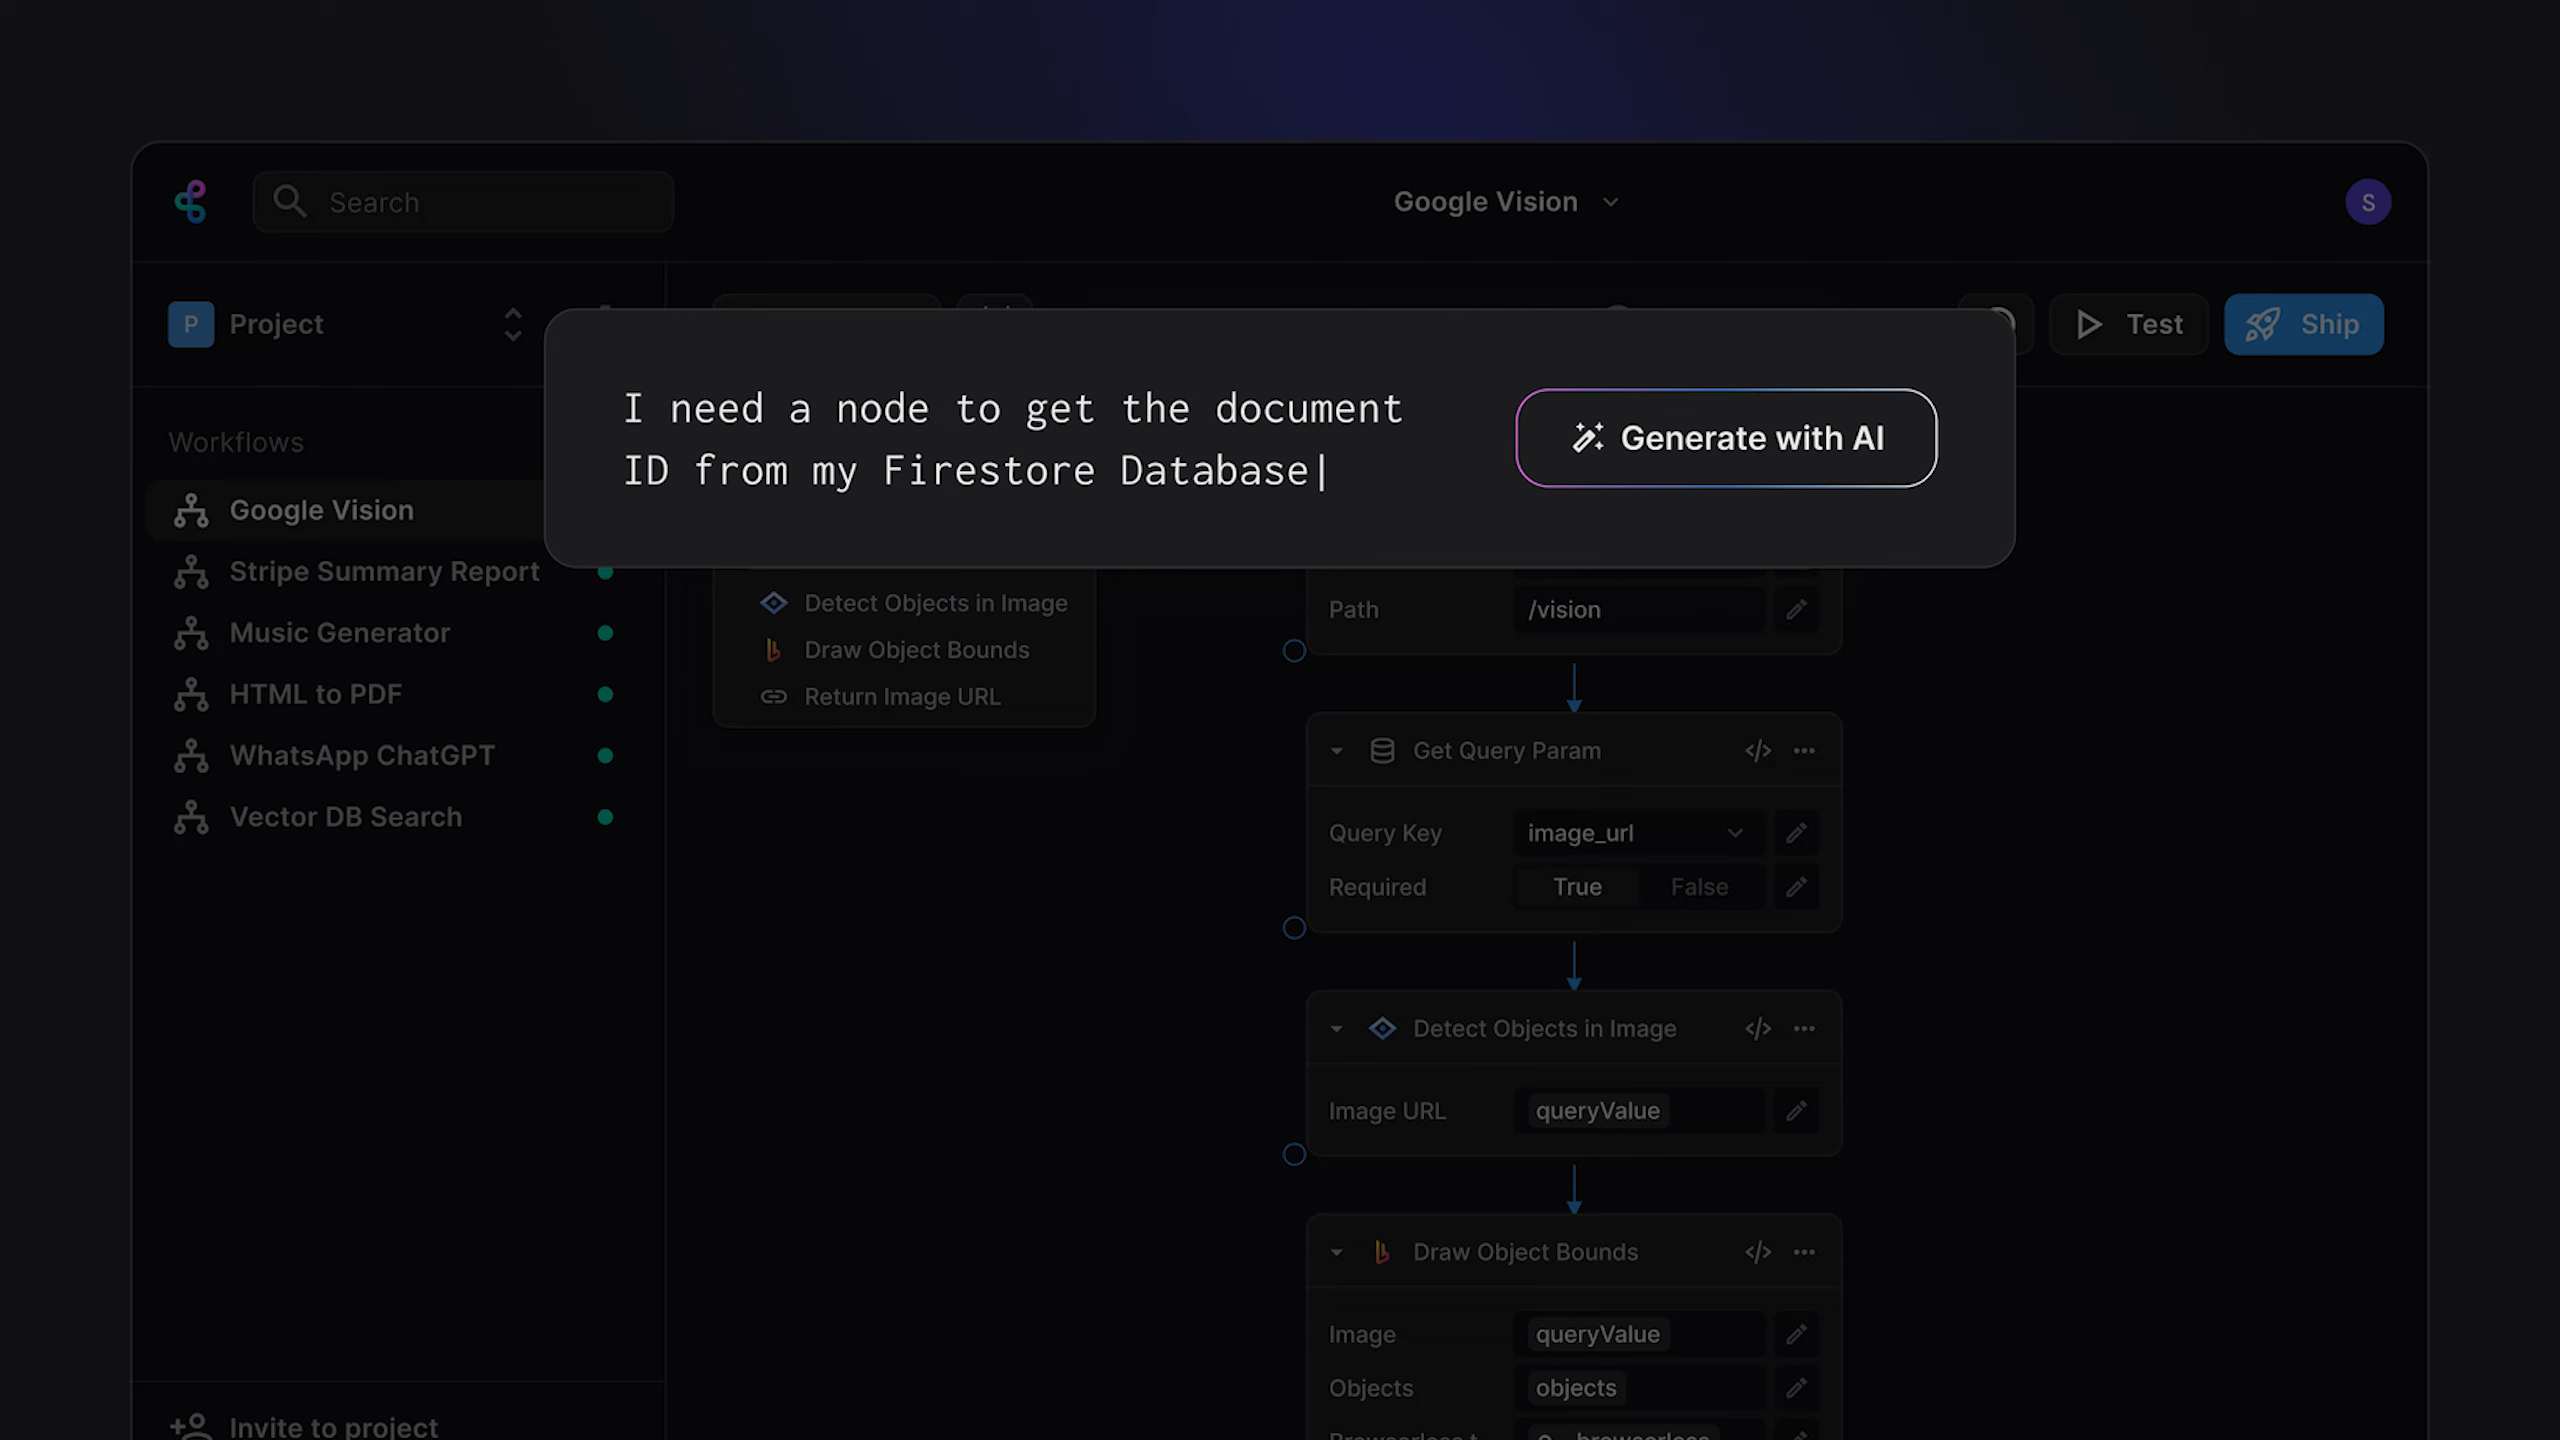 Search
Google Vision
S
P
Project
Test
Ship
I need a node to get the document
ID from my Firestore Database
Generate with AI
Workflows
Google Vision
Stripe Summary Report
Music Generator
HTML to PDF
WhatsApp ChatGPT
Vector DB Search
Invite to project
Detect Objects in Image
Draw Object Bounds
Return Image URL
Path
/vision
Get Query Param
Query Key
image_url
Required
True
False
Detect Objects in Image
Image URL
queryValue
Draw Object Bounds
Image
queryValue
Objects
objects